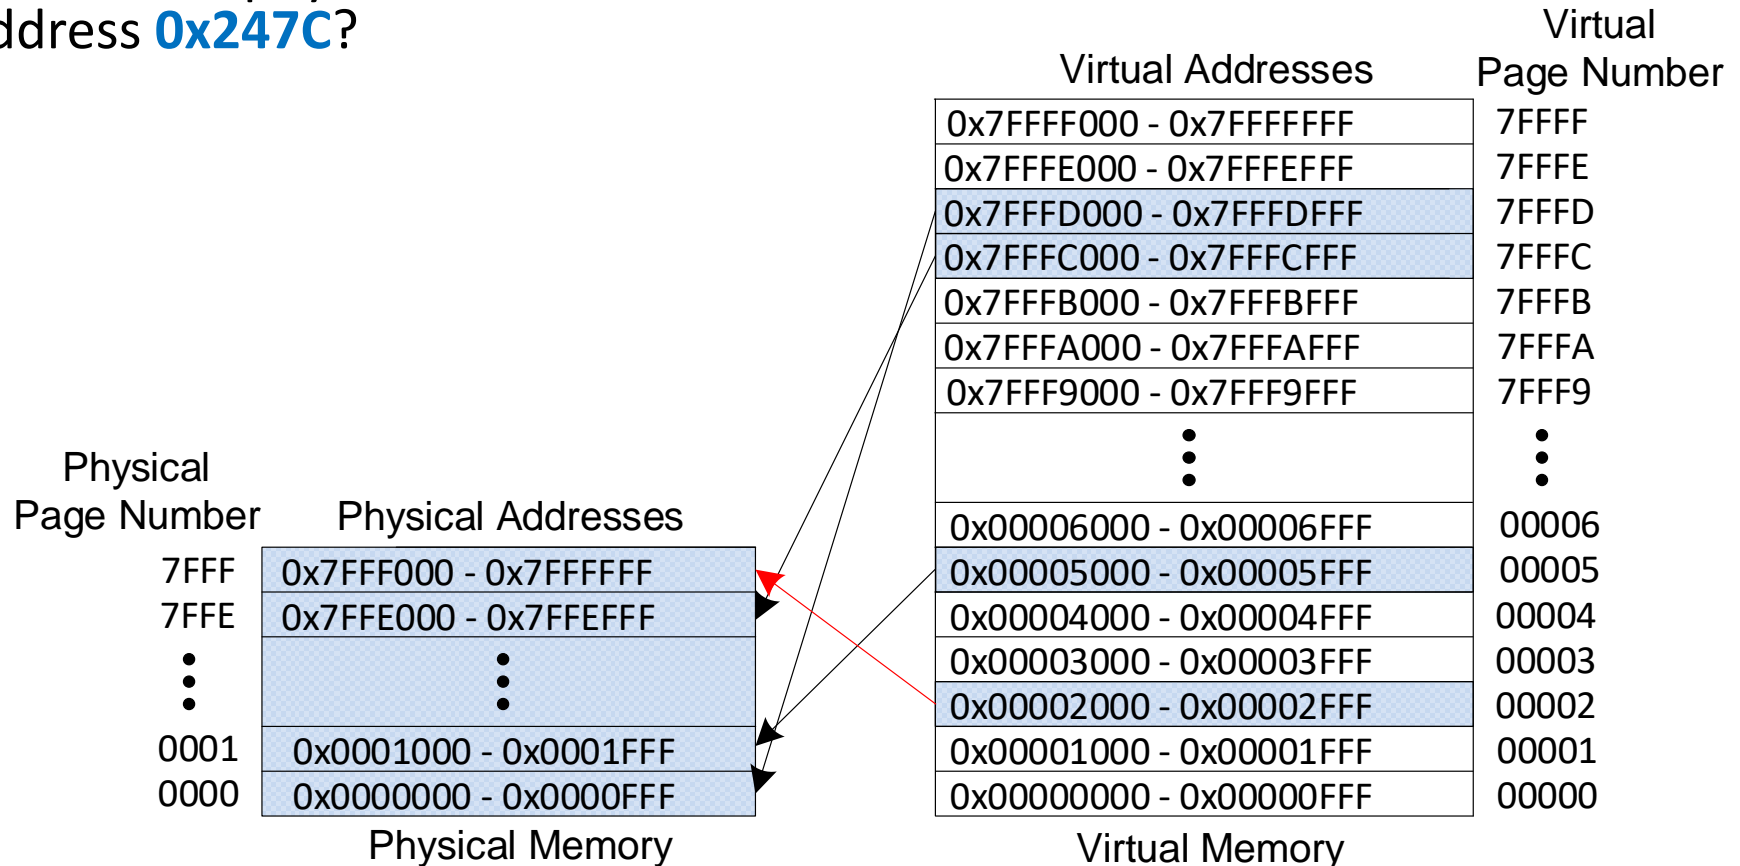 ddress 0x247C?
Virtual
Page Number
Virtual Addresses
0x7FFFF000 - 0x7FFFFFFF 7FFFF
0x7FFFE000 - 0x7FFFEFFF 7FFFE
0x7FFFD000 - 0x7FFFDFFF 7FFFD
0x7FFFC000 - 0x7FFFCFFF 7FFFC
0x7FFFB000 - 0x7FFFBFFF 7FFFB
0x7FFFA000 - 0x7FFFAFFF 7FFFA
0x7FFF9000 - 0x7FFF9FFF 7FFF9
Physical
Page Number
Physical Addresses
0x00006000 - 0x00006FFF 00006
7FFF 0x7FFF000 - 0x7FFFFFF 0x00005000 - 0x00005FFF 00005
7FFE 0x7FFE000 - 0x7FFEFFF 0x00004000 - 0x00004FFF 00004
0x00003000 - 0x00003FFF 00003
0x00002000 - 0x00002FFF 00002
0001 0x0001000 - 0x0001FFF 0x00001000 - 0x00001FFF 00001
0000 0x0000000 - 0x0000FFF 0x00000000 - 0x00000FFF 00000
Physical Memory Virtual Memory